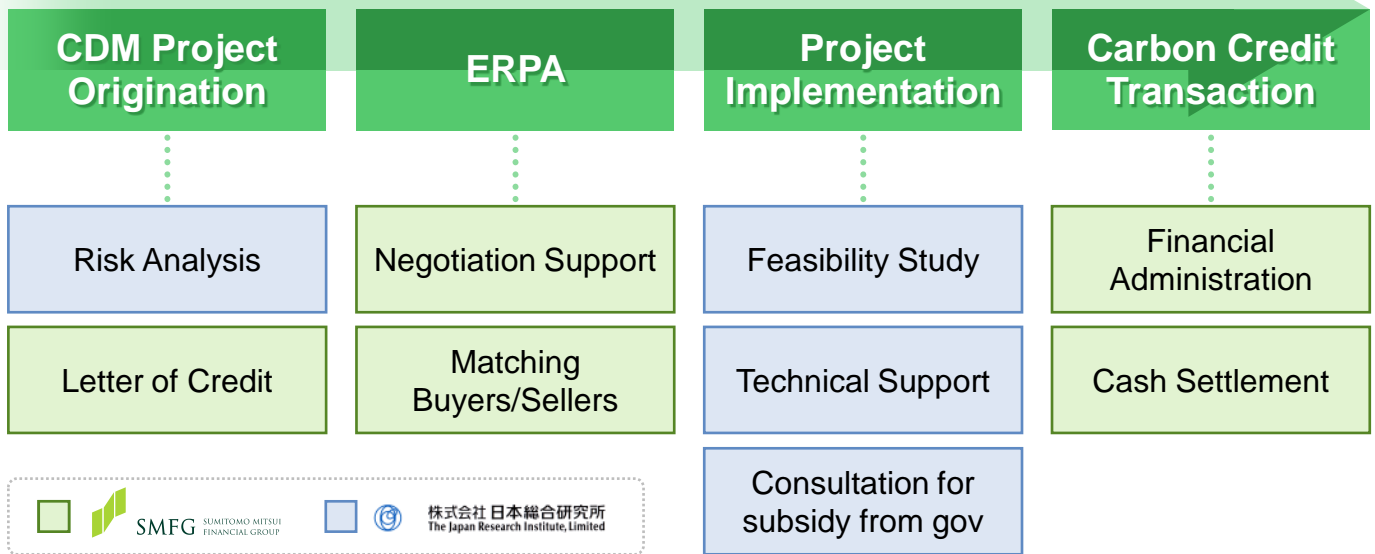 CDM Project
Origination
ERPA
Project
Implementation
Carbon Credit
Transaction
Risk Analysis
Negotiation Support
Feasibility Study
Financial
Administration
Letter of Credit
Matching
Buyers/Sellers
Technical Support
Cash Settlement
Consultation for
subsidy from gov
SMFG
SUMITOMO MITSUI
FINANCIAL GROUP
株式会社 日本総合研究所
The Japan Research Institute, Limited